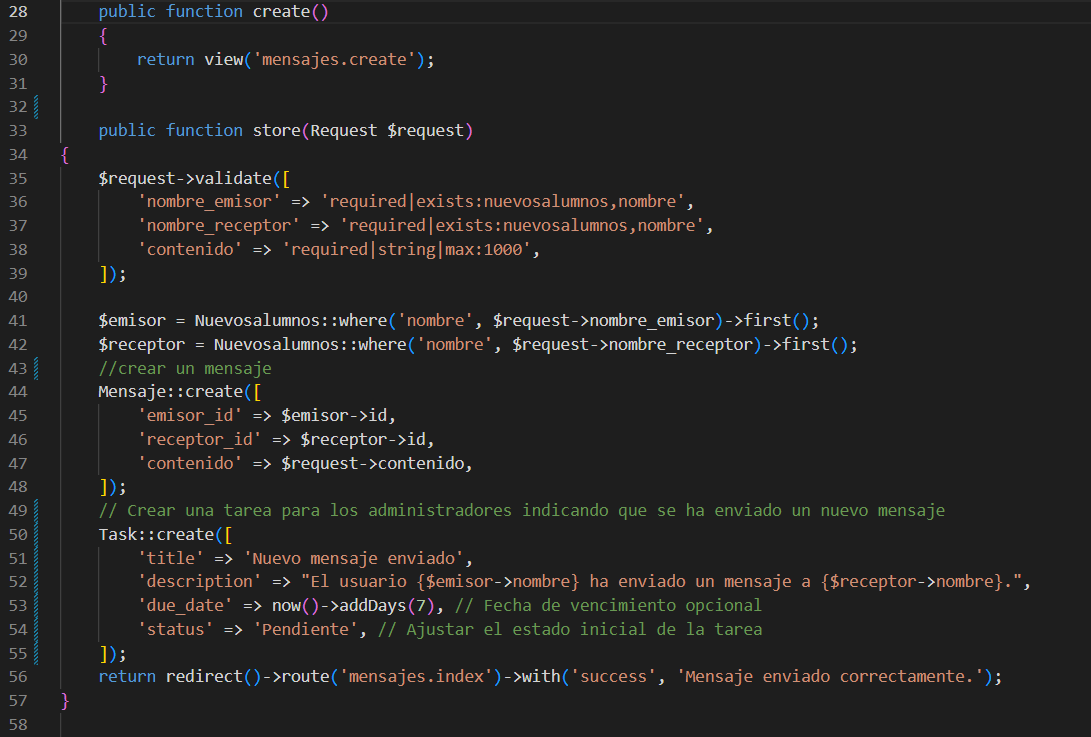 28 public function create()
29 {
30 return view('mensajes.create');
31 }
32
33 public function store(Request $request)
34 {
35 $request->validate([
36 'nombre_emisor' => 'required|exists:nuevosalumnos,nombre',
37 'nombre_receptor' => 'required|exists:nuevosalumnos,nombre',
38 'contenido' => 'required|string|max:1000',
39 ]);
40
41 $emisor = Nuevosalumnos::where('nombre', $request->nombre_emisor)->first();
42 $receptor = Nuevosalumnos::where('nombre', $request->nombre_receptor)->first();
43 //crear un mensaje
44 Mensaje::create([
45 'emisor_id' => $emisor->id,
46 'receptor_id' => $receptor->id,
47 'contenido' => $request->contenido,
48 ]);
49 // Crear una tarea para los administradores indicando que se ha enviado un nuevo mensaje
50 Task::create([
51 'title' => 'Nuevo mensaje enviado',
52 'description' => "El usuario {$emisor->nombre} ha enviado un mensaje a {$receptor->nombre}.",
53 'due_date' => now()->addDays(7), // Fecha de vencimiento opcional
54 'status' => 'Pendiente', // Ajustar el estado inicial de la tarea
55 ]);
56 return redirect()->route('mensajes.index')->with('success', 'Mensaje enviado correctamente.');
57 }
58